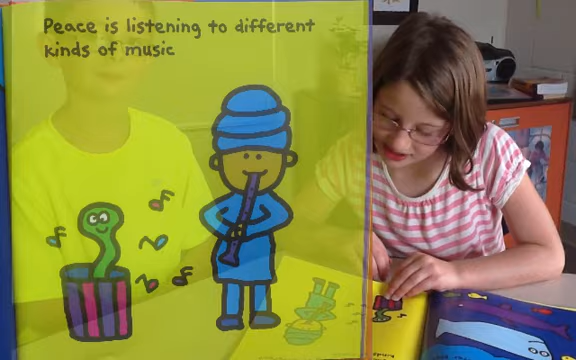 Peace is listening to different
kinds of music